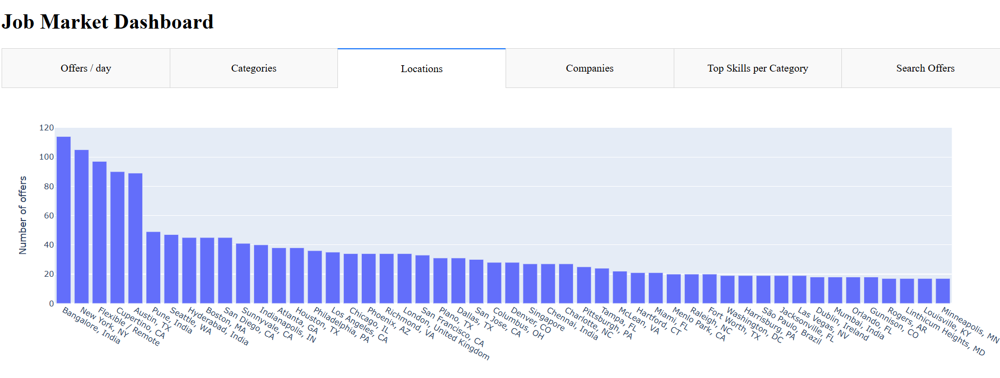 Job Market Dashboard
Offers / day
Categories
Locations
Companies
Top Skills per Category
Search Offers
Number of offers
120
100
80
60
40
20
0
Bangalore, India
New York, NY
Flexible / Remote
Cupertino, CA
Austin, TX
Pune, India
Seattle, WA
Hyderabad, India
Boston, MA
San Diego, CA
Sunnyvale, CA
Indianapolis, IN
Atlanta, GA
Houston, TX
Philadelphia, PA
Los Angeles, CA
Chicago, IL
Phoenix, AZ
Richmond, VA
London, United Kingdom
San Francisco, CA
Plano, TX
Dallas, TX
San Jose, CA
Columbus, OH
Denver, CO
Singapore
Chennai, India
Charlotte, NC
Pittsburgh, PA
Tampa, FL
McLean, VA
Hartford, CT
Miami, FL
Menlo Park, CA
Raleigh, NC
Fort Worth, TX
Washington, DC
Harrisburg, PA
São Paulo, Brazil
Jacksonville, FL
Las Vegas, NV
Dublin, Ireland
Mumbai, India
Orlando, FL
Gunnison, CO
Rogers, AR
Linthicum Heights, MD
Louisville, KY
Minneapolis, MN